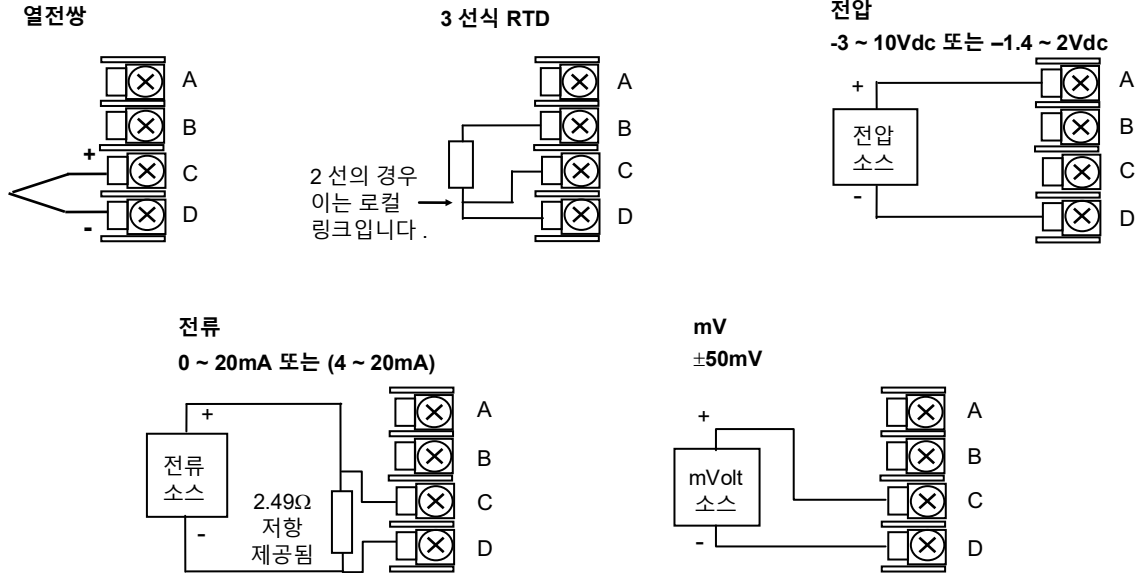 열전쌍
A
B
+
C
-
D
3 선식 RTD
A
B
2 선의 경우
이는 로컬
링크입니다 .
C
D
전압
-3 ~ 10Vdc 또는 –1.4 ~ 2Vdc
+
A
전압
소스
B
C
-
D
전류
0 ~ 20mA 또는 (4 ~ 20mA)
+
A
전류
소스
B
2.49Ω
저항
제공됨
C
-
D
mV
±50mV
+
A
mVolt
소스
B
C
-
D